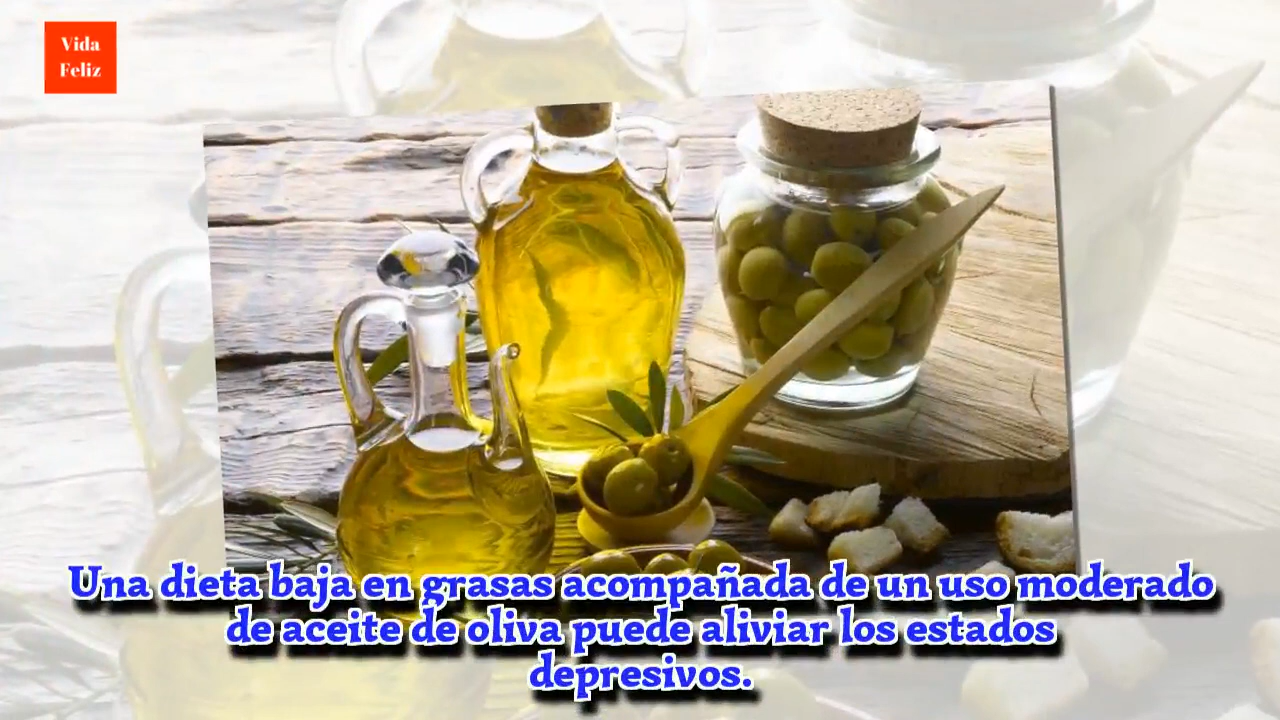 Vida
Feliz
Una dieta baja en grasas acompañada de un uso moderado
de aceite de oliva puede aliviar los estados
depresivos.